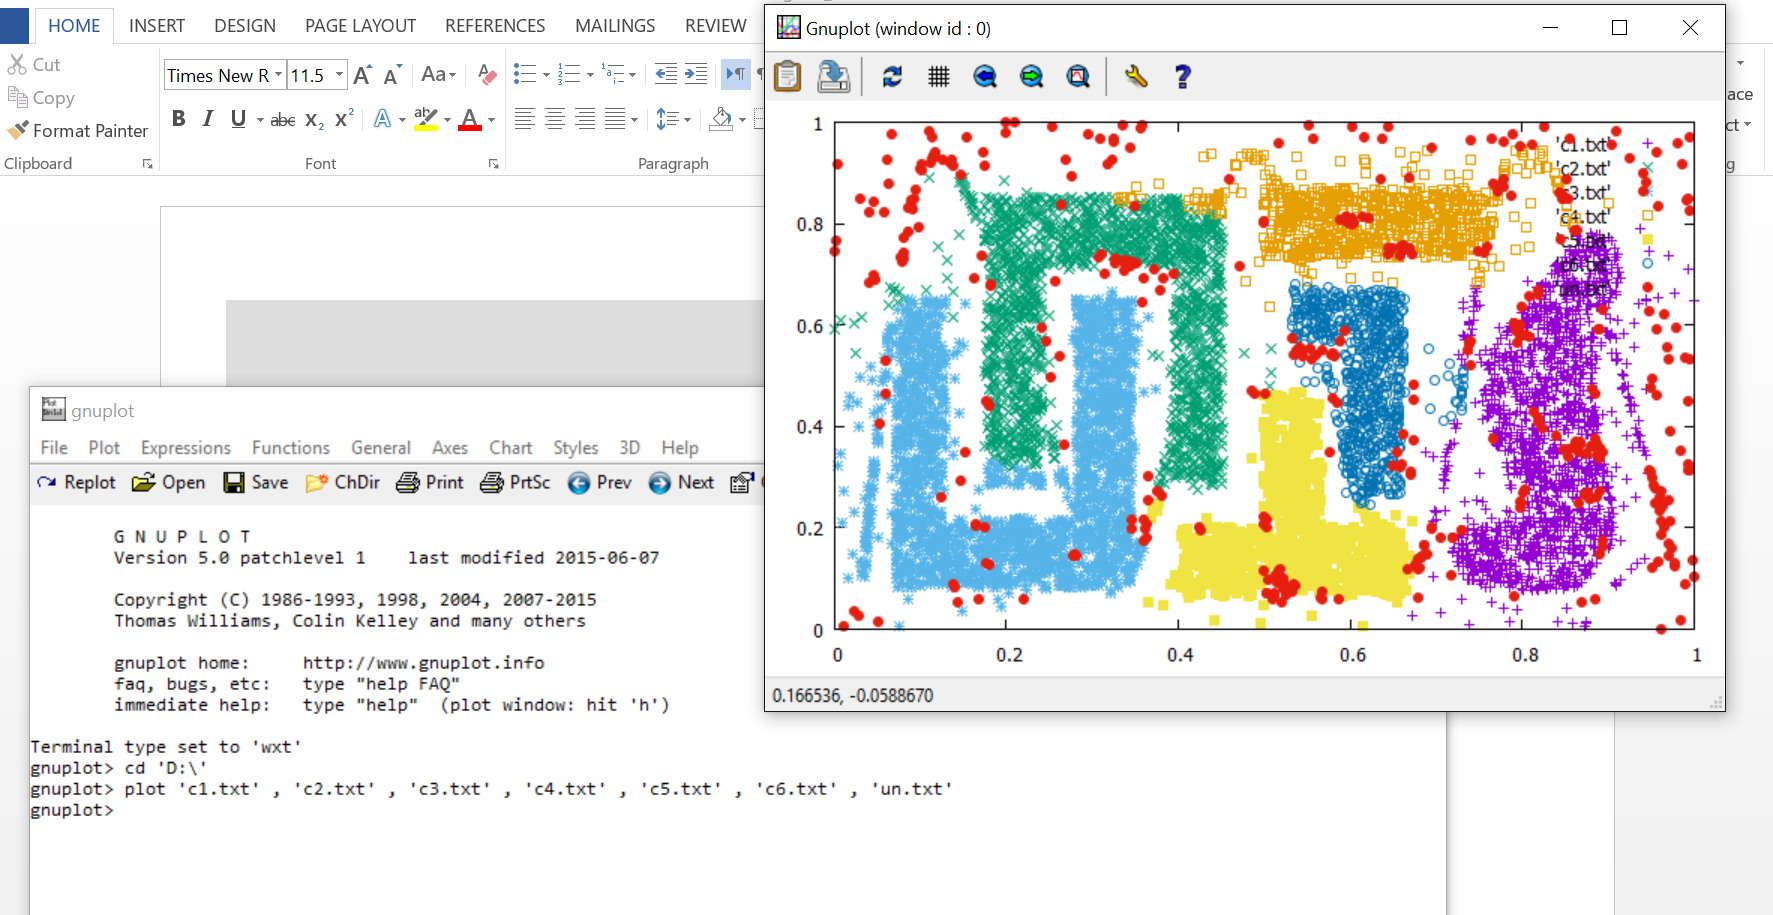 HOME INSERT DESIGN PAGE LAYOUT REFERENCES MAILINGS REVIEW
Cut
Copy
Format Painter
Clipboard
Times New R 11.5
Aa
B I U abc X2 X2 A ab A
Font
Paragraph
Gnuplot (window id : 0)
ace
ct
g
1
0.8
0.6
0.4
0.2
0
0 0.2 0.4 0.6 0.8 1
'c1.txt'
'c2.txt'
'c3.txt'
'c4.txt'
'c5.txt'
'c6.txt'
'un.txt'
0.166536, -0.0588670
gnuplot
File Plot Expressions Functions General Axes Chart Styles 3D Help
Replot Open Save ChDir Print PrtSc Prev Next
G N U P L O T
Version 5.0 patchlevel 1 last modified 2015-06-07
Copyright (C) 1986-1993, 1998, 2004, 2007-2015
Thomas Williams, Colin Kelley and many others
gnuplot home: http://www.gnuplot.info
faq, bugs, etc: type "help FAQ"
immediate help: type "help" (plot window: hit 'h')
Terminal type set to 'wxt'
gnuplot> cd 'D:\'
gnuplot> plot 'c1.txt' , 'c2.txt' , 'c3.txt' , 'c4.txt' , 'c5.txt' , 'c6.txt' , 'un.txt'
gnuplot>